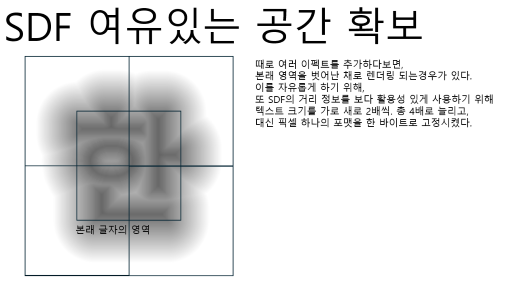 SDF 여유있는 공간 확보
때로 여러 이펙트를 추가하다보면,
본래 영역을 벗어난 채로 렌더링 되는경우가 있다.
이를 자유롭게 하기 위해,
또 SDF의 거리 정보를 보다 활용성 있게 사용하기 위해
텍스트 크기를 가로 새로 2배씩. 총 4배로 늘리고,
대신 픽셀 하나의 포맷을 한 바이트로 고정시켰다.
한
본래 글자의 영역